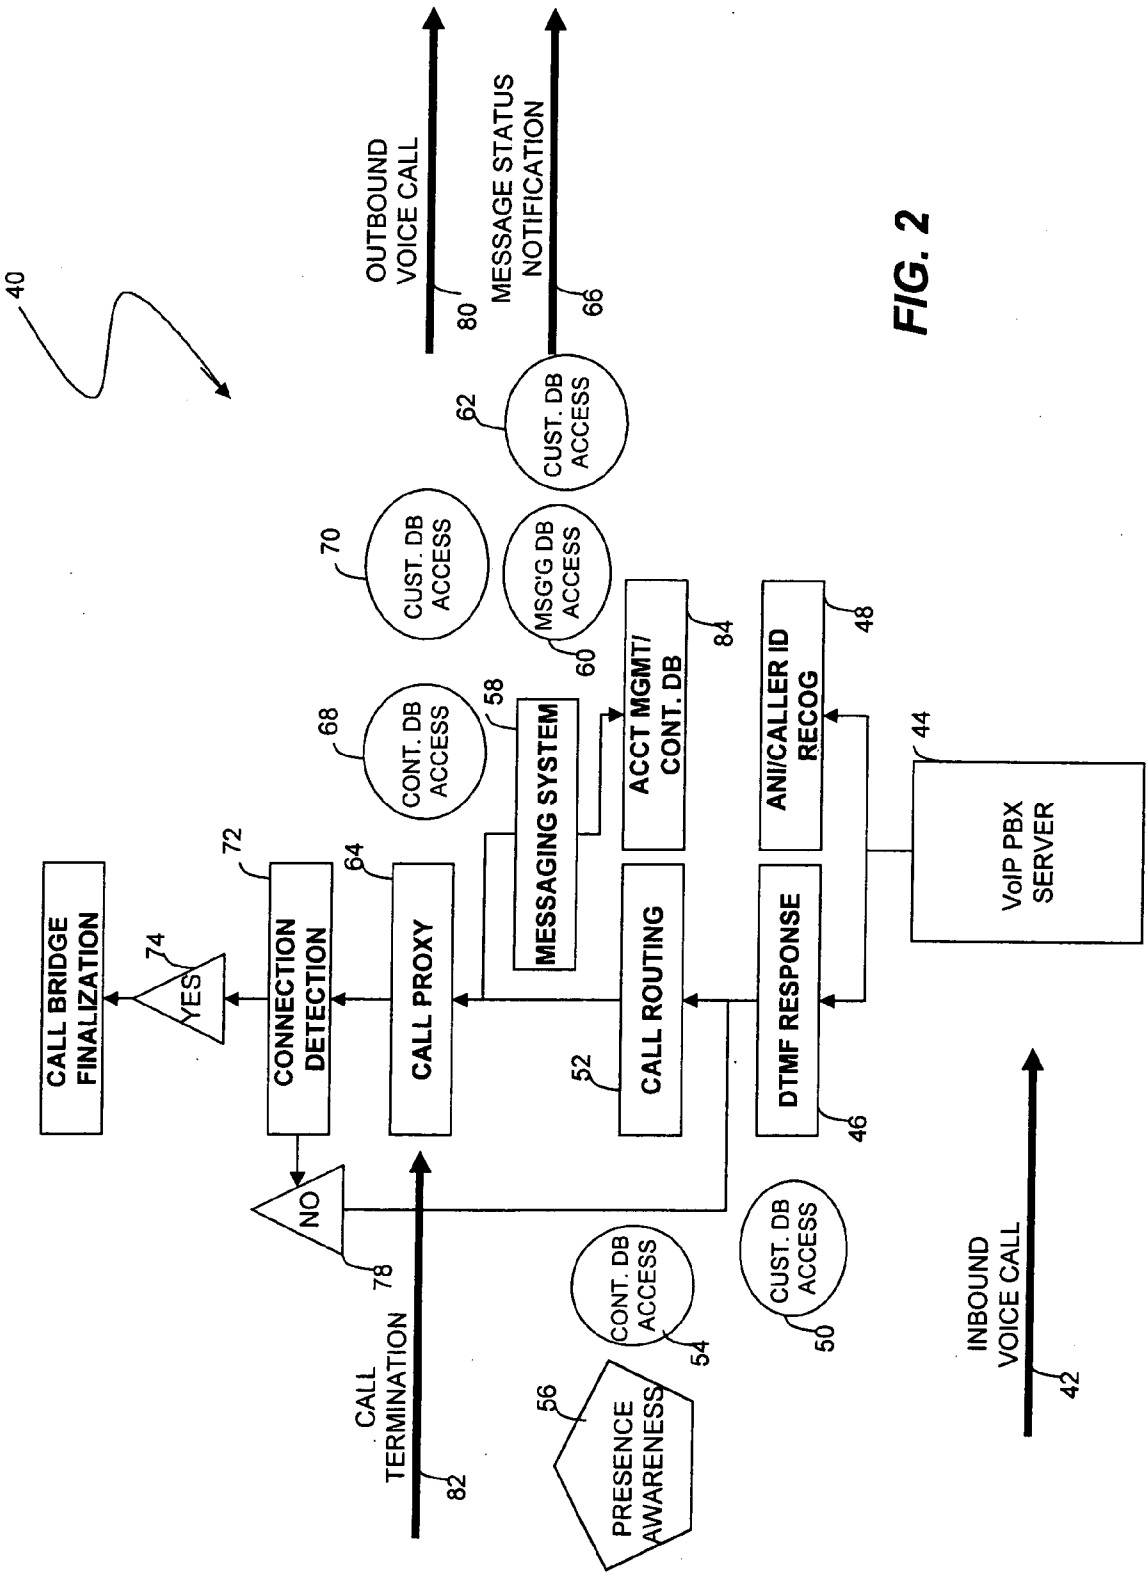 40
CALL BRIDGE
FINALIZATION
YES
74
CONNECTION
DETECTION
72
NO
78
CALL PROXY
64
CALL
TERMINATION
82
CONT. DB
ACCESS
68
CUST. DB
ACCESS
70
OUTBOUND
VOICE CALL
80
MESSAGING SYSTEM
58
MSG'G DB
ACCESS
60
CUST. DB
ACCESS
62
MESSAGE STATUS
NOTIFICATION
66
PRESENCE
AWARENESS
56
CONT. DB
ACCESS
54
CALL ROUTING
52
ACCT MGMT/
CONT. DB
84
CUST. DB
ACCESS
50
DTMF RESPONSE
46
ANI/CALLER ID
RECOG
48
INBOUND
VOICE CALL
42
VoIP PBX
SERVER
44
FIG. 2